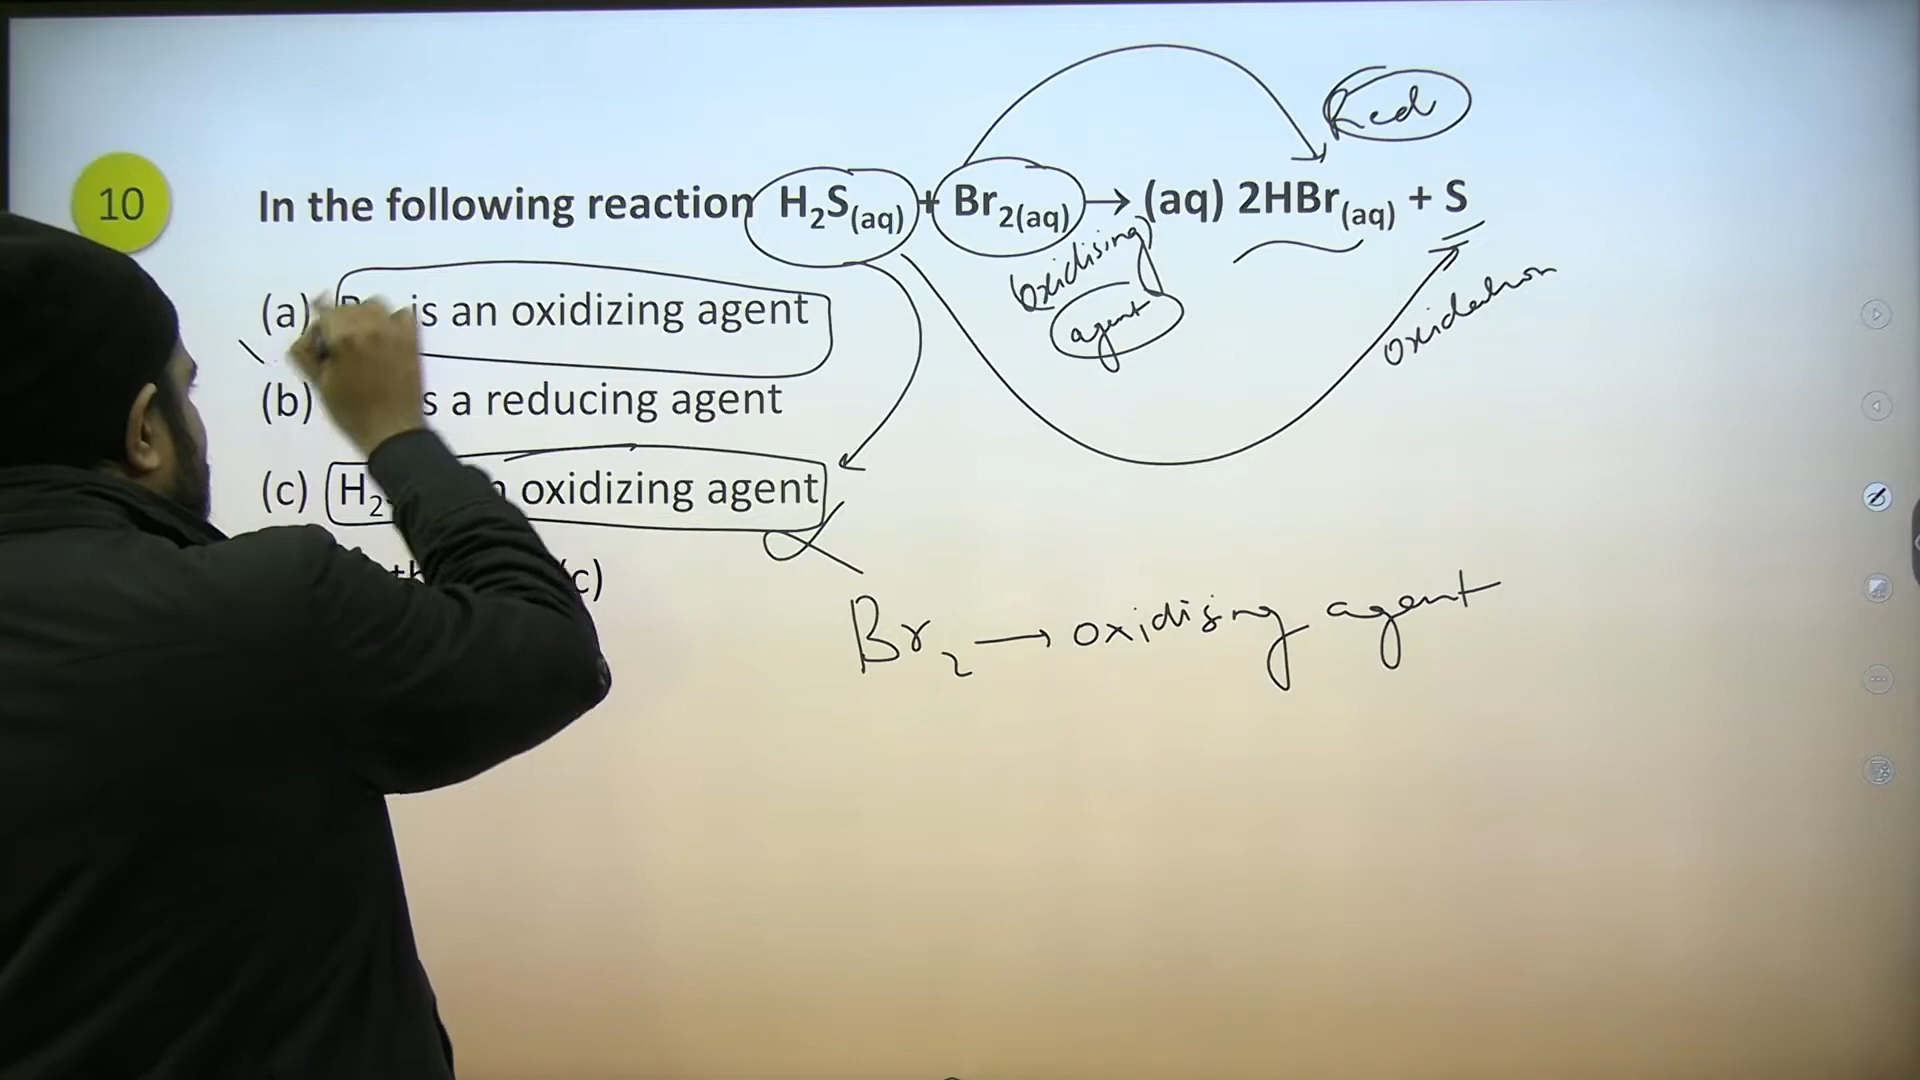 Red
10 In the following reaction H₂S(aq) + Br₂(aq) → (aq) 2HBr(aq) + S
oxidising
agent
oxidation
(a) is an oxidizing agent
(b) a reducing agent
(c) H₂ oxidizing agent
(c)
Br₂ → oxidising agent